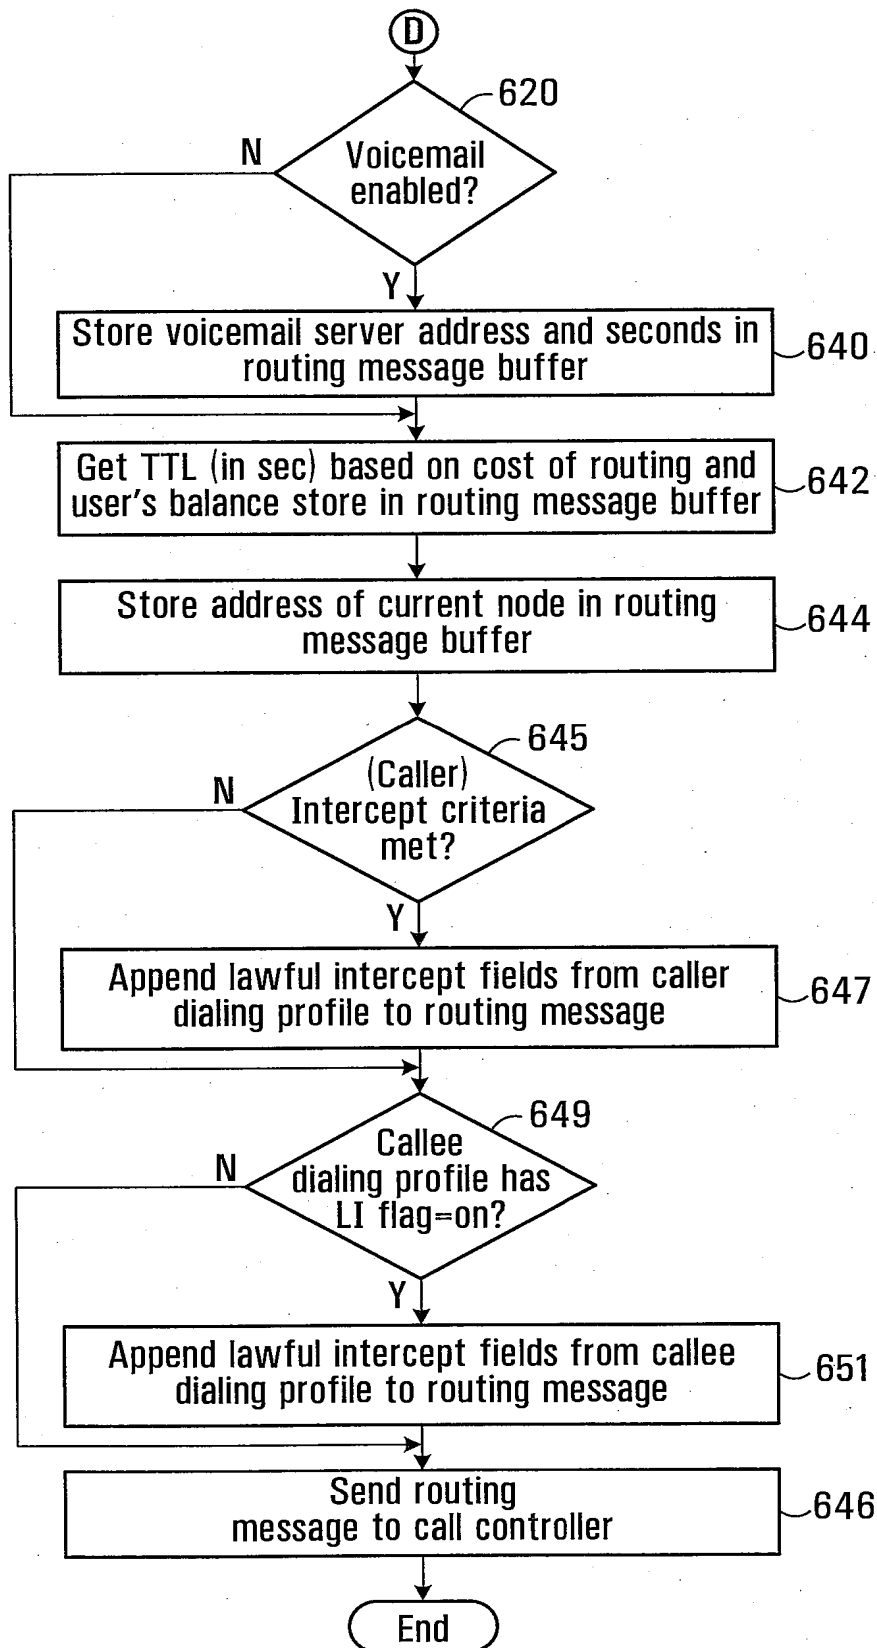 D
620
N
Voicemail
enabled?
Y
Store voicemail server address and seconds in
routing message buffer
640
Get TTL (in sec) based on cost of routing and
user's balance store in routing message buffer
642
Store address of current node in routing
message buffer
644
645
N
(Caller)
Intercept criteria
met?
Y
Append lawful intercept fields from caller
dialing profile to routing message
647
649
N
Callee
dialing profile has
LI flag=on?
Y
Append lawful intercept fields from callee
dialing profile to routing message
651
Send routing
message to call controller
646
End